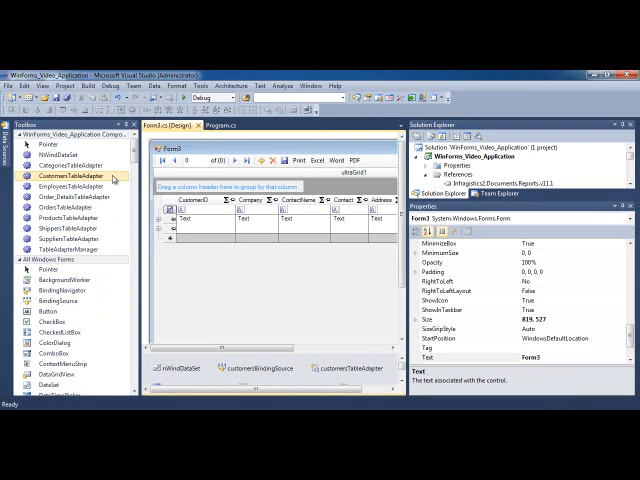 WinForms_Video_Application - Microsoft Visual Studio (Administrator)
File Edit View Project Build Debug Team Data Format Tools Architecture Test Analyze Window Help
Debug
Toolbox
WinForms_Video_Application Compo...
Pointer
NWindDataSet
CategoriesTableAdapter
CustomersTableAdapter
EmployeesTableAdapter
Order_DetailsTableAdapter
OrdersTableAdapter
ProductsTableAdapter
ShippersTableAdapter
SuppliersTableAdapter
TableAdapterManager
All Windows Forms
Pointer
BackgroundWorker
BindingNavigator
BindingSource
Button
CheckBox
CheckedListBox
ColorDialog
ComboBox
ContextMenuStrip
DataGridView
DataSet
Data Sources
Form3.cs [Design] Program.cs
Form3
0 of {0} Print Excel Word PDF
ultraGrid1
Drag a column header here to group by that column.
CustomerID Company ContactName Contact Address
Text Text Text Text Text
nWindDataSet customersBindingSource customersTableAdapter
Solution Explorer
Solution 'WinForms_Video_Application' (1 project)
WinForms_Video_Application
Properties
References
Infragistics2.Documents.Reports.v11.1
Solution Explorer Team Explorer
Properties
Form3 System.Windows.Forms.Form
MinimizeBox True
MinimumSize 0, 0
Opacity 100%
Padding 0, 0, 0, 0
RightToLeft No
RightToLeftLayout False
ShowIcon True
ShowInTaskbar True
Size 819, 527
SizeGripStyle Auto
StartPosition WindowsDefaultLocation
Tag
Text Form3
Text
The text associated with the control.
Ready